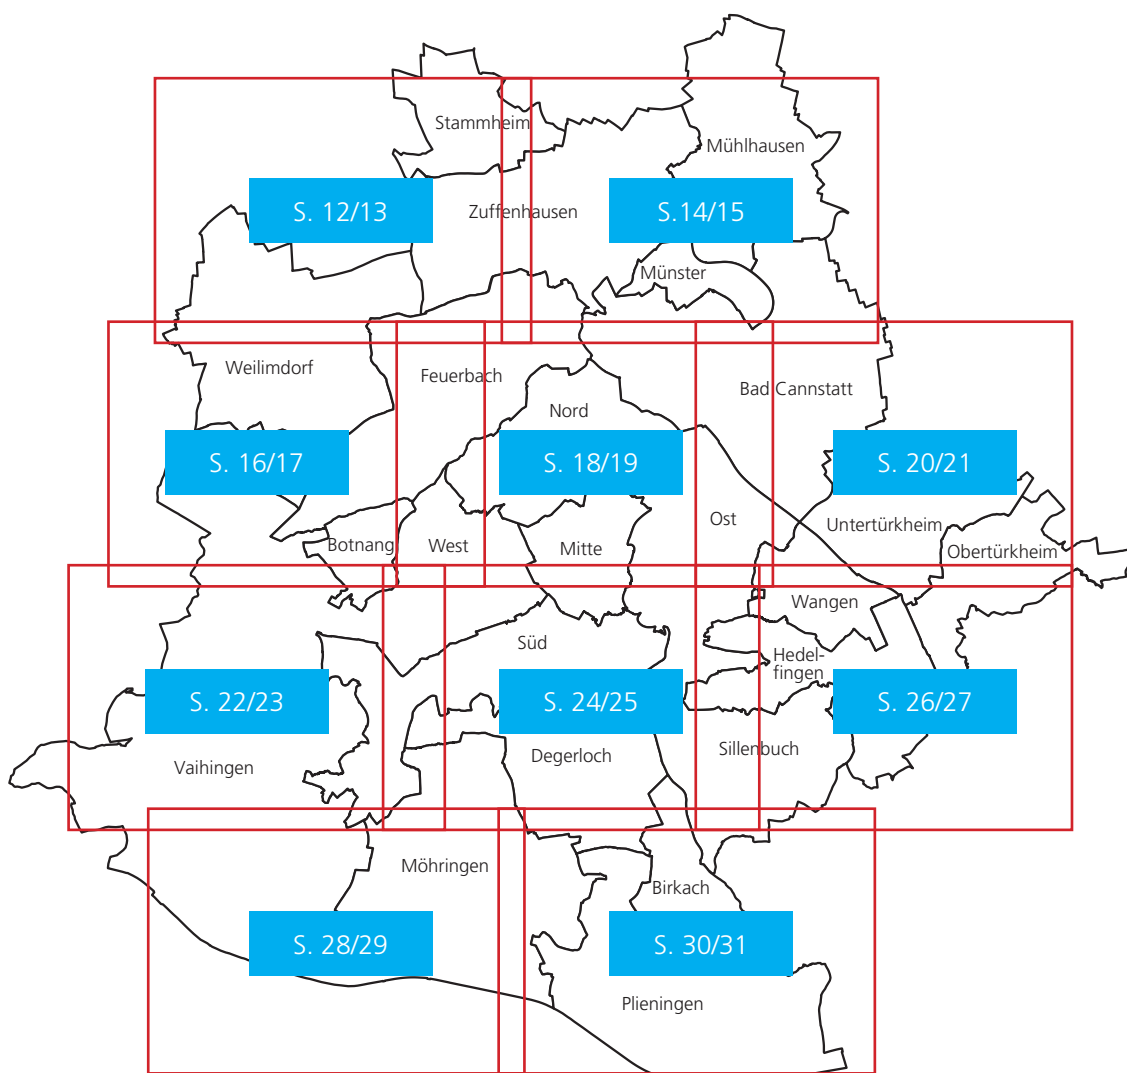 Stammheim
Mühlhausen
S. 12/13
Zuffenhausen
S.14/15
Münster
Weilimdorf
Feuerbach
Bad Cannstatt
Nord
S. 16/17
S. 18/19
S. 20/21
Ost
Untertürkheim
Botnang
West
Mitte
Obertürkheim
Wangen
Süd
Hedel-
fingen
S. 22/23
S. 24/25
S. 26/27
Vaihingen
Degerloch
Sillenbuch
Möhringen
Birkach
S. 28/29
S. 30/31
Plieningen